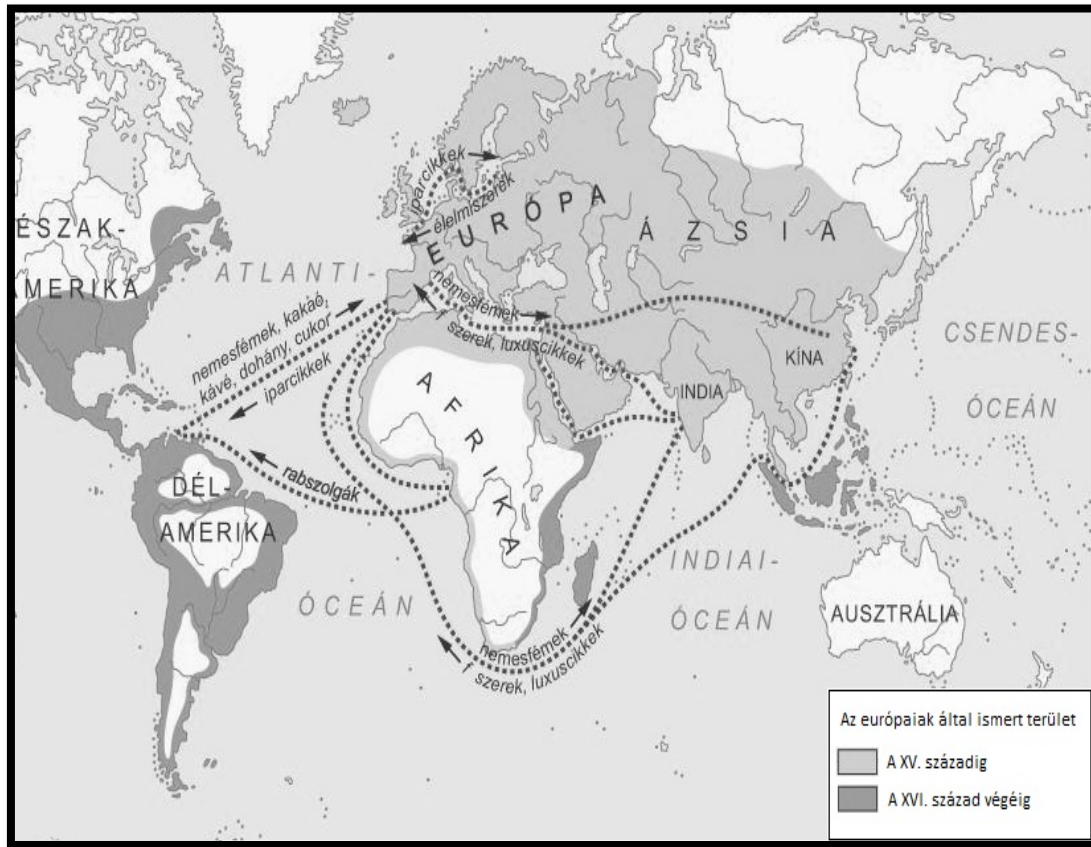 iparcikkek
élelmiszerek
EURÓPA
ÁZSIA
ÉSZAK-
AMERIKA
ATLANTI-
nemesfémek, kakaó,
kávé, dohány, cukor
iparcikkek
nemesfémek
f szerek, luxuscikkek
KÍNA
INDIA
CSENDES-
ÓCEÁN
AFRIKA
rabszolgák
DÉL-
AMERIKA
ÓCEÁN
INDIAI-
ÓCEÁN
AUSZTRÁLIA
nemesfémek
f szerek, luxuscikkek
Az európaiak által ismert terület
A XV. századig
A XVI. század végéig